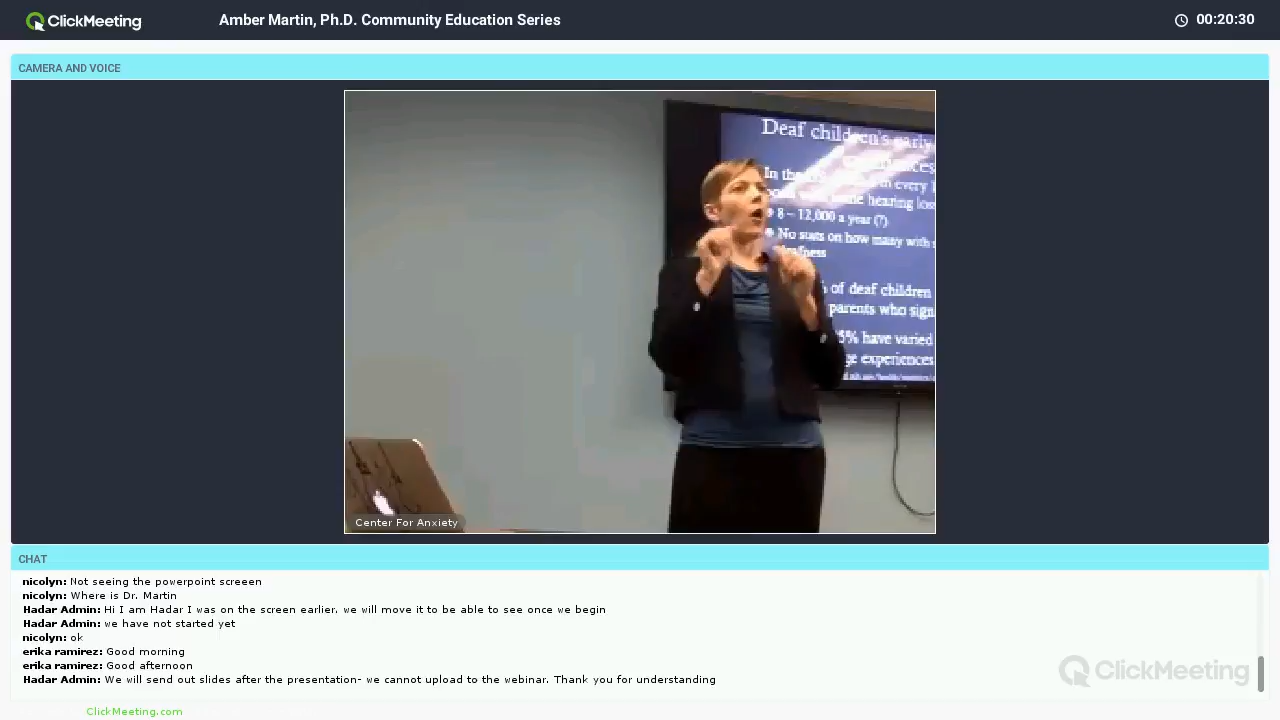 ClickMeeting
Amber Martin, Ph.D. Community Education Series
00:20:30
CAMERA AND VOICE
Deaf children's early
In the
every
hearing loss
8 – 12,000 a year (?)
No stats on how many with
of deaf children
parents who sign
5% have varied
experiences
Center For Anxiety
CHAT
nicolyn: Not seeing the powerpoint screeen
nicolyn: Where is Dr. Martin
Hadar Admin: Hi I am Hadar I was on the screen earlier. we will move it to be able to see once we begin
Hadar Admin: we have not started yet
nicolyn: ok
erika ramirez: Good morning
erika ramirez: Good afternoon
Hadar Admin: We will send out slides after the presentation- we cannot upload to the webinar. Thank you for understanding
ClickMeeting
ClickMeeting.com